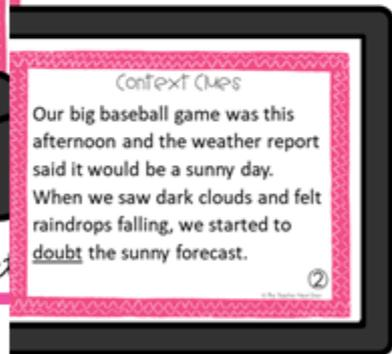 Context Clues
Our big baseball game was this
afternoon and the weather report
said it would be a sunny day.
When we saw dark clouds and felt
raindrops falling, we started to
doubt the sunny forecast.
2